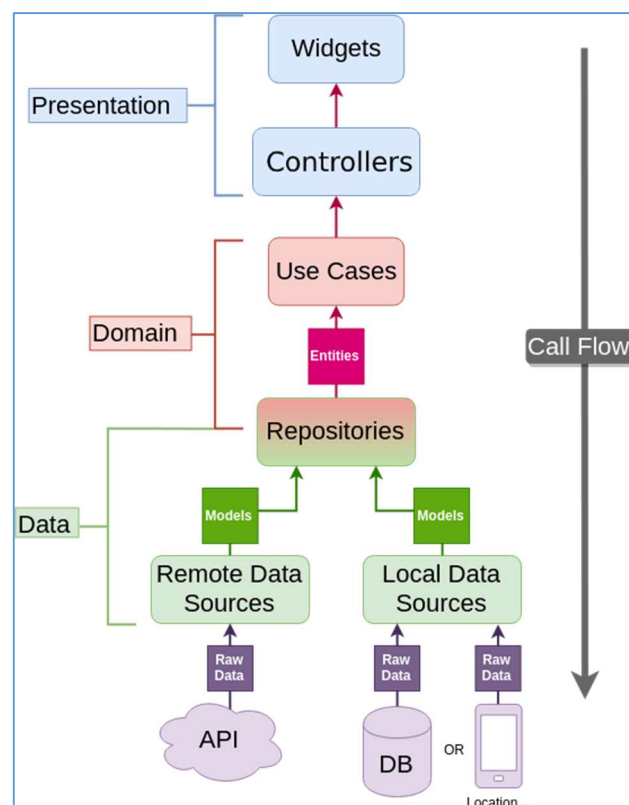 Widgets
Presentation
Controllers
Use Cases
Domain
Entities
Call Flow
Repositories
Models
Models
Data
Remote Data
Sources
Local Data
Sources
Raw
Data
Raw
Data
Raw
Data
API
DB
OR
Location...